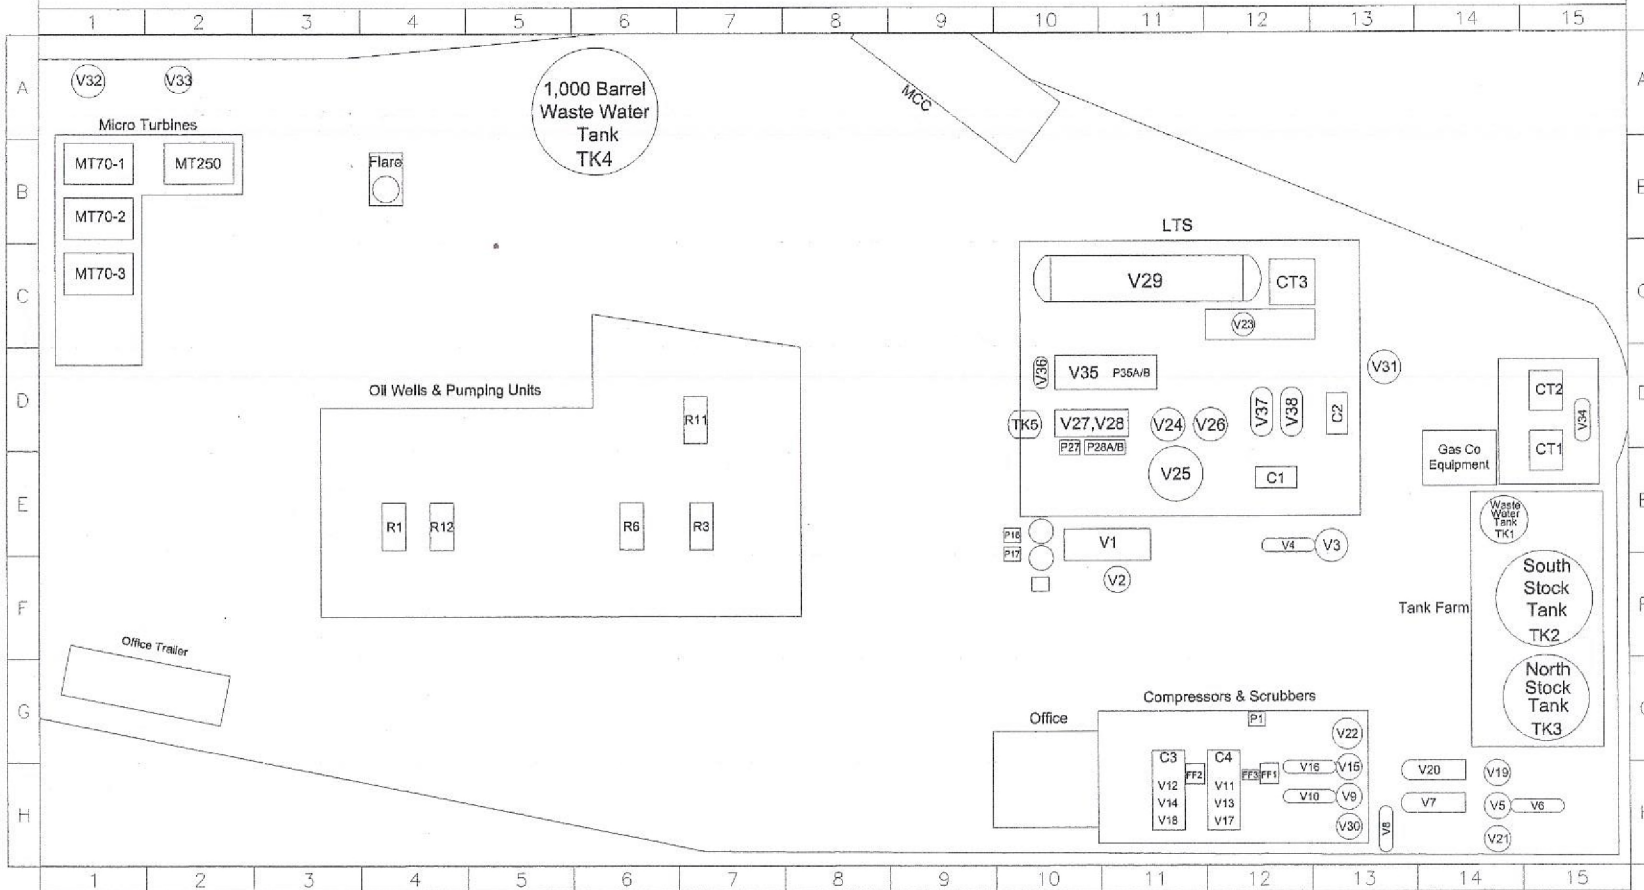 1 2 3 4 5 6 7 8 9 10 11 12 13 14 15
A
A
V32
V33
1,000 Barrel
Waste Water
Tank
TK4
MCC
Micro Turbines
MT70-1
MT250
Flare
B
B
MT70-2
LTS
MT70-3
C
C
V29
CT3
V23
V36
V35
P35A/B
V31
D
D
Oil Wells & Pumping Units
R11
TK5
V27,V28
V24
V26
V37
V38
C2
CT2
V34
P27
P28A/B
V25
C1
Gas Co
Equipment
CT1
E
E
R1
R12
R6
R3
P16
P17
V1
V4
V3
Waste
Water
Tank
TK1
V2
F
F
South
Stock
Tank
TK2
Tank Farm
Office Trailer
G
G
North
Stock
Tank
TK3
Compressors & Scrubbers
Office
P1
V22
C3
V12
V14
V18
FF2
C4
V11
V13
V17
FF3
FF1
V16
V15
V10
V9
V30
V8
V20
V19
V7
V5
V6
V21
H
H
1 2 3 4 5 6 7 8 9 10 11 12 13 14 15